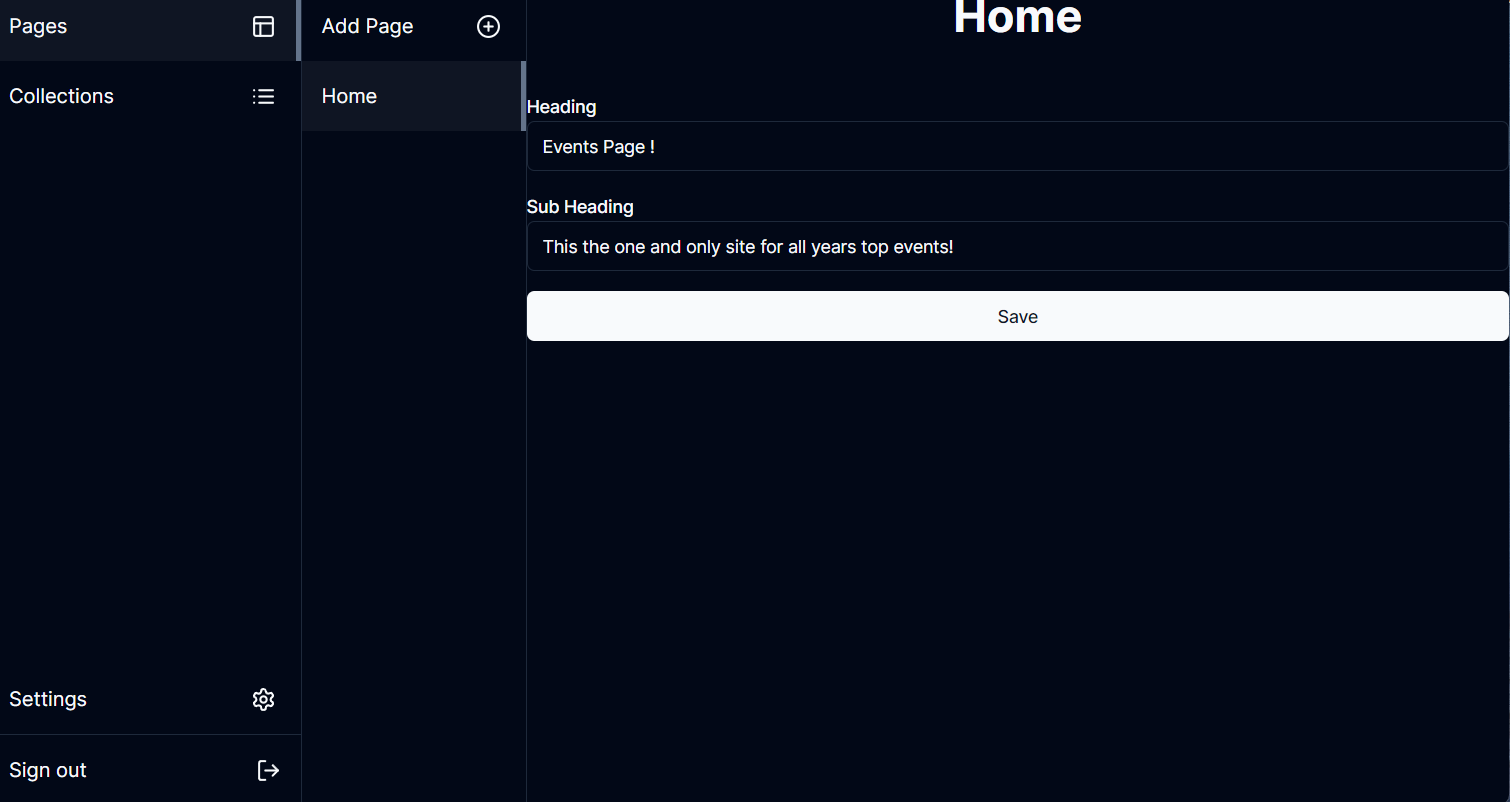 Pages
Collections
Settings
Sign out
Add Page
Home
Home
Heading
Events Page !
Sub Heading
This the one and only site for all years top events!
Save